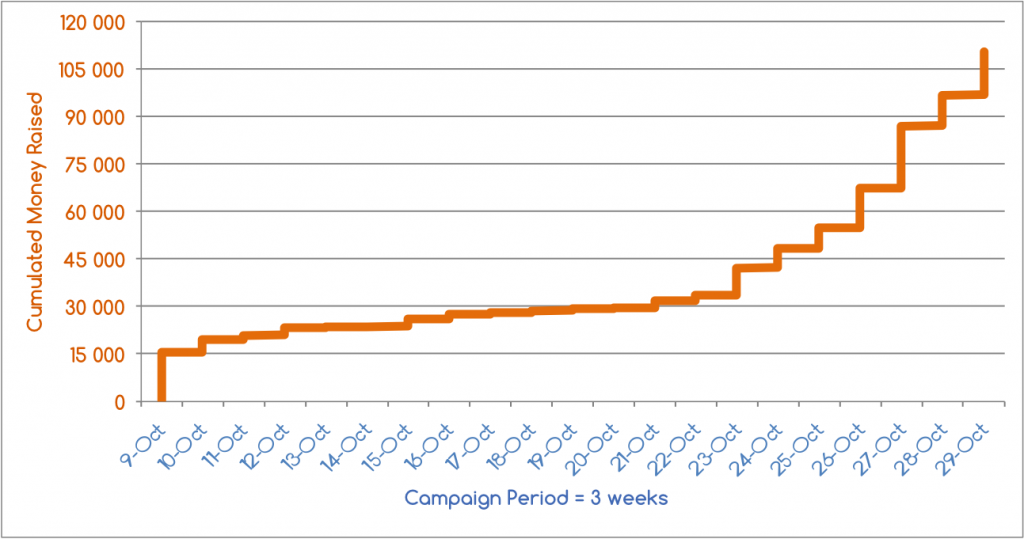 120 000
105 000
90 000
75 000
60 000
45 000
30 000
15 000
0
Cumulated Money Raised
9-Oct
10-Oct
11-Oct
12-Oct
13-Oct
14-Oct
15-Oct
16-Oct
17-Oct
18-Oct
19-Oct
20-Oct
21-Oct
22-Oct
23-Oct
24-Oct
25-Oct
26-Oct
27-Oct
28-Oct
29-Oct
Campaign Period = 3 weeks